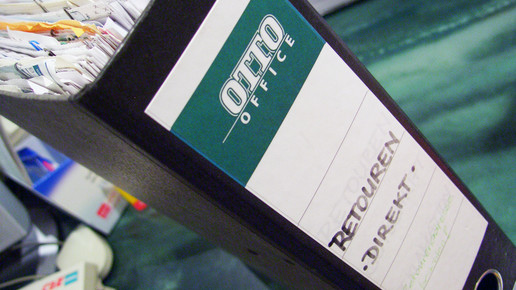 OTTO
OFFICE
RETOUREN
-DIREKT-